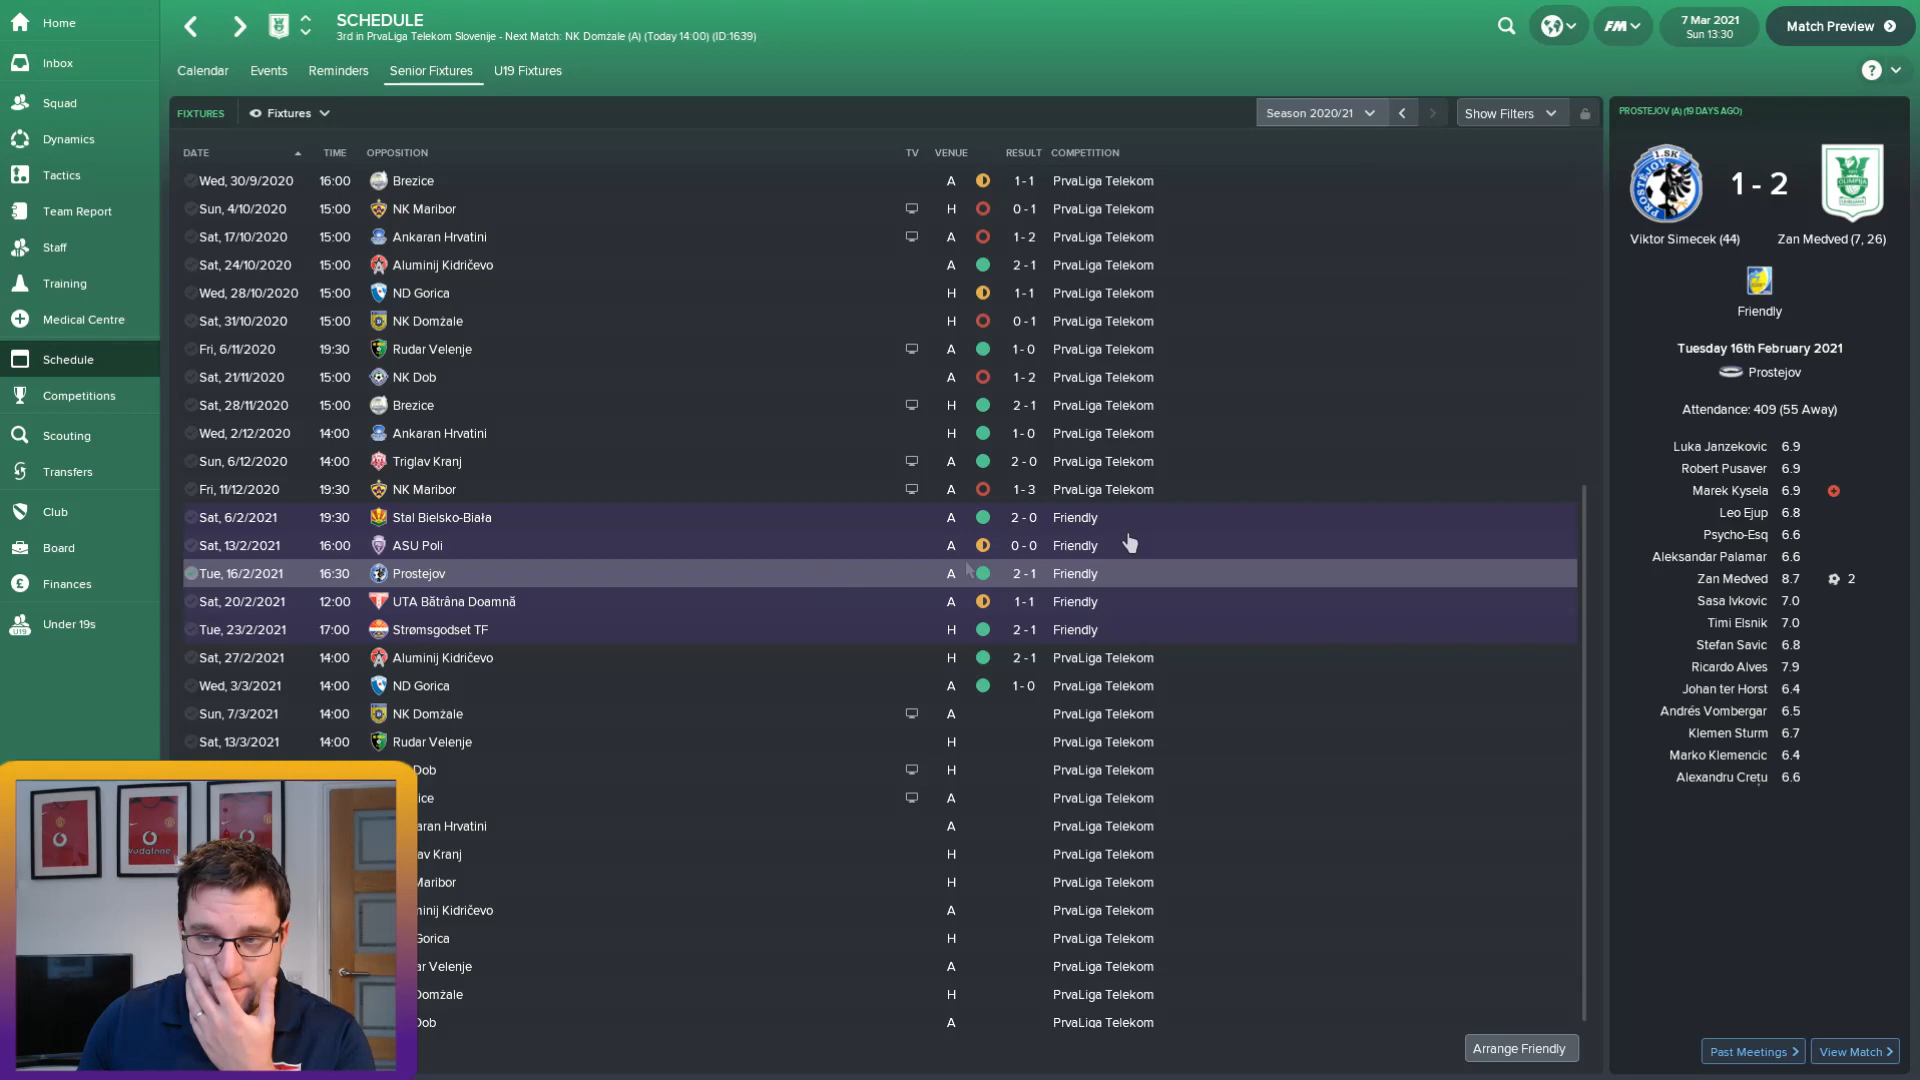 Home
Inbox
Squad
Dynamics
Tactics
Team Report
Staff
Training
Medical Centre
Schedule
Competitions
Scouting
Transfers
Club
Board
Finances
U19 Under 19s
SCHEDULE
3rd in PrvaLiga Telekom Slovenije - Next Match: NK Domžale (A) (Today 14:00) (ID:1639)
FM
7 Mar 2021
Sun 13:30
Match Preview
Calendar Events Reminders Senior Fixtures U19 Fixtures
?
FIXTURES Fixtures Season 2020/21 Show Filters
DATE TIME OPPOSITION TV VENUE RESULT COMPETITION
Wed, 30/9/2020 16:00 Brezice A 1 - 1 PrvaLiga Telekom
Sun, 4/10/2020 15:00 NK Maribor H 0 - 1 PrvaLiga Telekom
Sat, 17/10/2020 15:00 Ankaran Hrvatini A 1 - 2 PrvaLiga Telekom
Sat, 24/10/2020 15:00 Aluminij Kidričevo A 2 - 1 PrvaLiga Telekom
Wed, 28/10/2020 15:00 ND Gorica H 1 - 1 PrvaLiga Telekom
Sat, 31/10/2020 15:00 NK Domžale H 0 - 1 PrvaLiga Telekom
Fri, 6/11/2020 19:30 Rudar Velenje A 1 - 0 PrvaLiga Telekom
Sat, 21/11/2020 15:00 NK Dob A 1 - 2 PrvaLiga Telekom
Sat, 28/11/2020 15:00 Brezice H 2 - 1 PrvaLiga Telekom
Wed, 2/12/2020 14:00 Ankaran Hrvatini H 1 - 0 PrvaLiga Telekom
Sun, 6/12/2020 14:00 Triglav Kranj A 2 - 0 PrvaLiga Telekom
Fri, 11/12/2020 19:30 NK Maribor A 1 - 3 PrvaLiga Telekom
Sat, 6/2/2021 19:30 Stal Bielsko-Biała A 2 - 0 Friendly
Sat, 13/2/2021 16:00 ASU Poli A 0 - 0 Friendly
Tue, 16/2/2021 16:30 Prostejov A 2 - 1 Friendly
Sat, 20/2/2021 12:00 UTA Bătrâna Doamnă A 1 - 1 Friendly
Tue, 23/2/2021 17:00 Strømsgodset TF H 2 - 1 Friendly
Sat, 27/2/2021 14:00 Aluminij Kidričevo H 2 - 1 PrvaLiga Telekom
Wed, 3/3/2021 14:00 ND Gorica A 1 - 0 PrvaLiga Telekom
Sun, 7/3/2021 14:00 NK Domžale A PrvaLiga Telekom
Sat, 13/3/2021 14:00 Rudar Velenje H PrvaLiga Telekom
Dob H PrvaLiga Telekom
ice A PrvaLiga Telekom
aran Hrvatini A PrvaLiga Telekom
av Kranj H PrvaLiga Telekom
Maribor H PrvaLiga Telekom
minij Kidričevo A PrvaLiga Telekom
Gorica H PrvaLiga Telekom
ar Velenje A PrvaLiga Telekom
Domžale H PrvaLiga Telekom
Dob A PrvaLiga Telekom
Arrange Friendly
PROSTEJOV (A) (19 DAYS AGO)
1.SK
PROSTĚJOV
OLIMPIJA
1 - 2
Viktor Simecek (44) Zan Medved (7, 26)
Friendly
Tuesday 16th February 2021
Prostejov
Attendance: 409 (55 Away)
Luka Janzekovic 6.9
Robert Pusaver 6.9
Marek Kysela 6.9
Leo Ejup 6.8
Psycho-Esq 6.6
Aleksandar Palamar 6.6
Zan Medved 8.7 2
Sasa Ivkovic 7.0
Timi Elsnik 7.0
Stefan Savic 6.8
Ricardo Alves 7.9
Johan ter Horst 6.4
Andrés Vombergar 6.5
Klemen Sturm 6.7
Marko Klemencic 6.4
Alexandru Crețu 6.6
Past Meetings View Match
vodafone